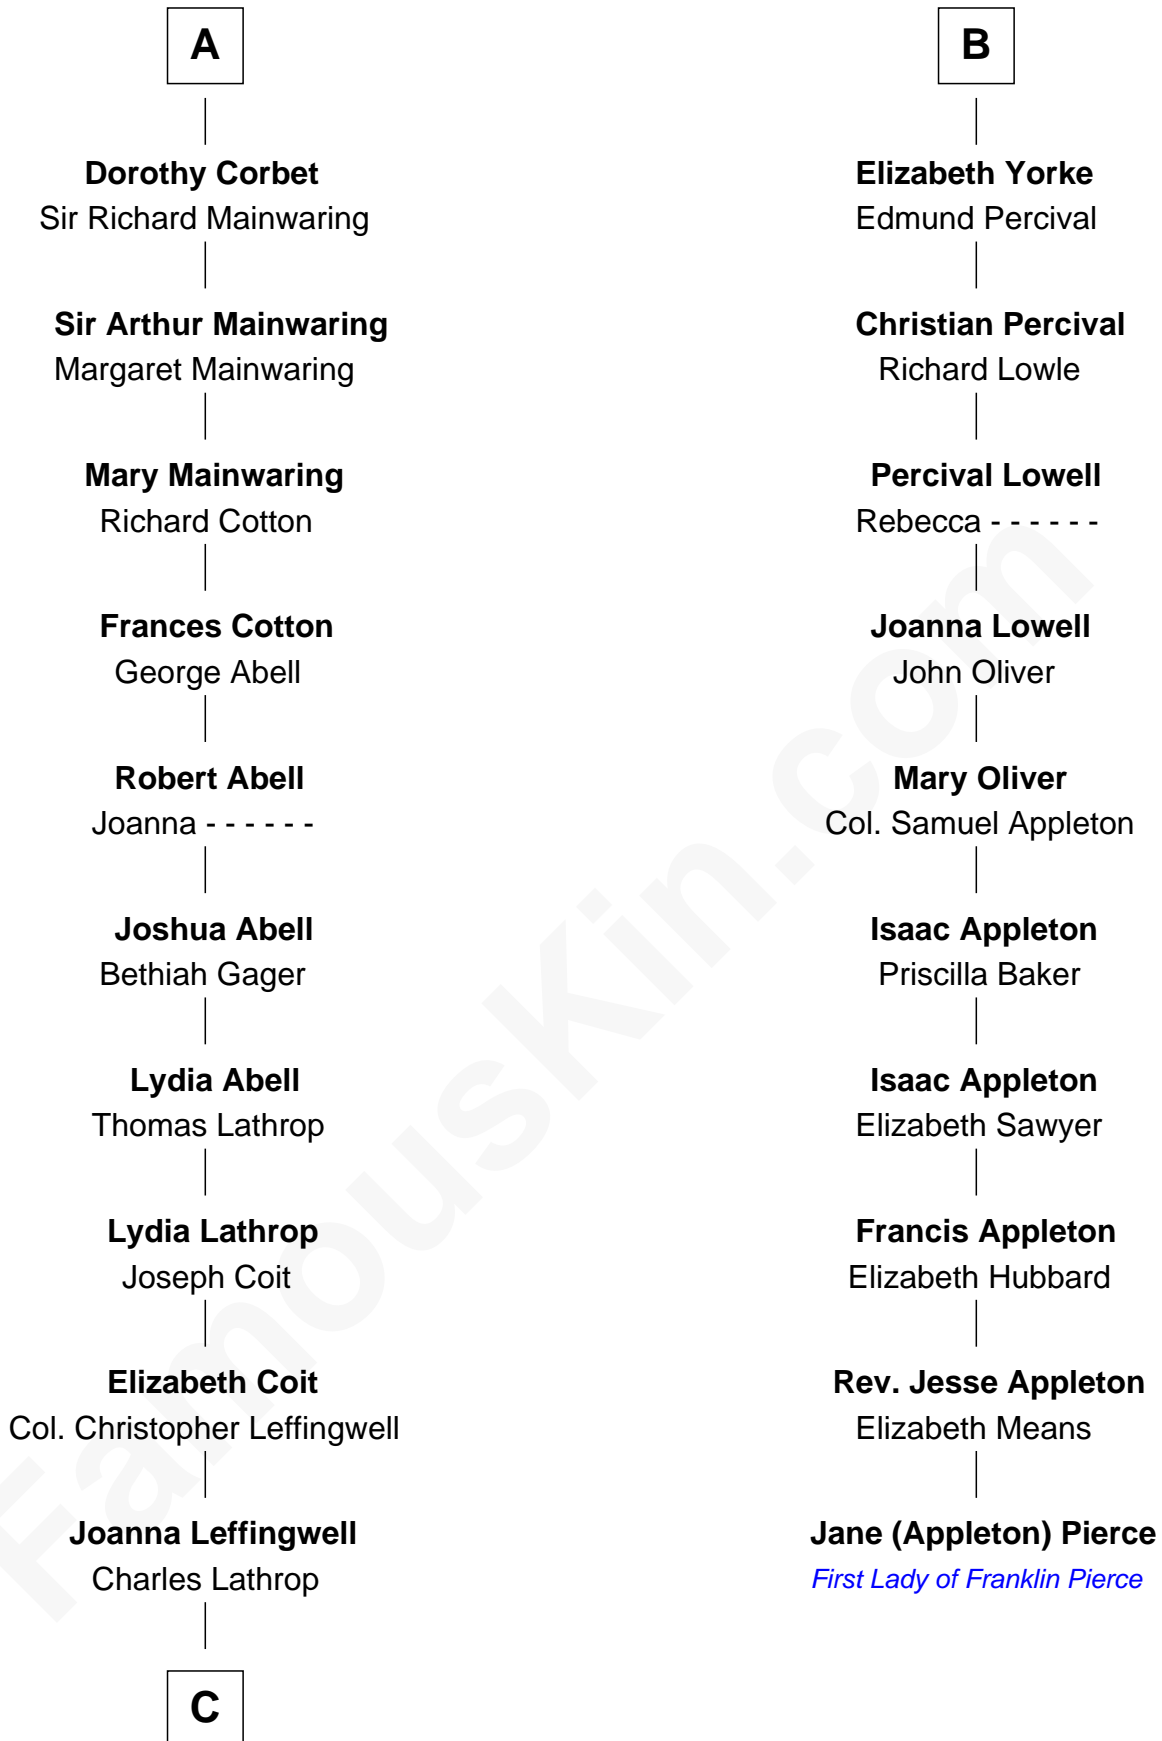 A
Dorothy Corbet
Sir Richard Mainwaring
Sir Arthur Mainwaring
Margaret Mainwaring
Mary Mainwaring
Richard Cotton
Frances Cotton
George Abell
Robert Abell
Joanna - - - - - -
Joshua Abell
Bethiah Gager
Lydia Abell
Thomas Lathrop
Lydia Lathrop
Joseph Coit
Elizabeth Coit
Col. Christopher Leffingwell
Joanna Leffingwell
Charles Lathrop
C
B
Elizabeth Yorke
Edmund Percival
Christian Percival
Richard Lowle
Percival Lowell
Rebecca - - - - - -
Joanna Lowell
John Oliver
Mary Oliver
Col. Samuel Appleton
Isaac Appleton
Priscilla Baker
Isaac Appleton
Elizabeth Sawyer
Francis Appleton
Elizabeth Hubbard
Rev. Jesse Appleton
Elizabeth Means
Jane (Appleton) Pierce
First Lady of Franklin Pierce
FamousKin.com